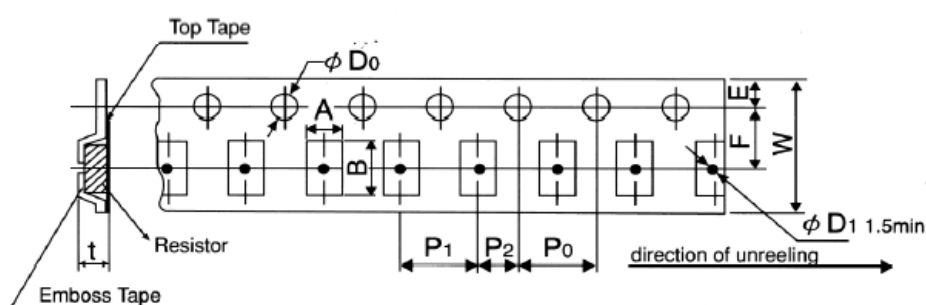 Top Tape
φ D0
A
B
E
F
W
φ D1 1.5min
P1
P2
P0
direction of unreeling
t
Resistor
Emboss Tape